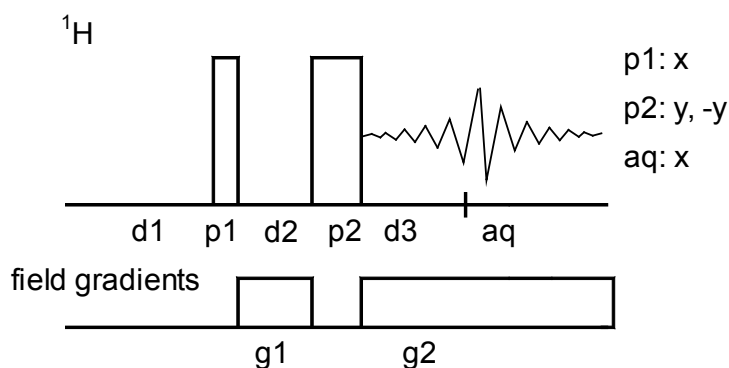 ¹H
p1: x
p2: y, -y
aq: x
d1 p1 d2 p2 d3 aq
field gradients
g1 g2